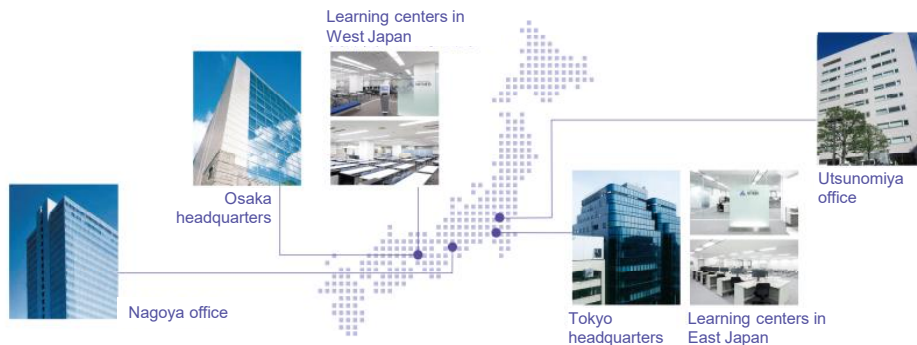 Learning centers in
West Japan
Osaka
headquarters
Utsunomiya
office
Nagoya office
Tokyo
headquarters
Learning centers in
East Japan